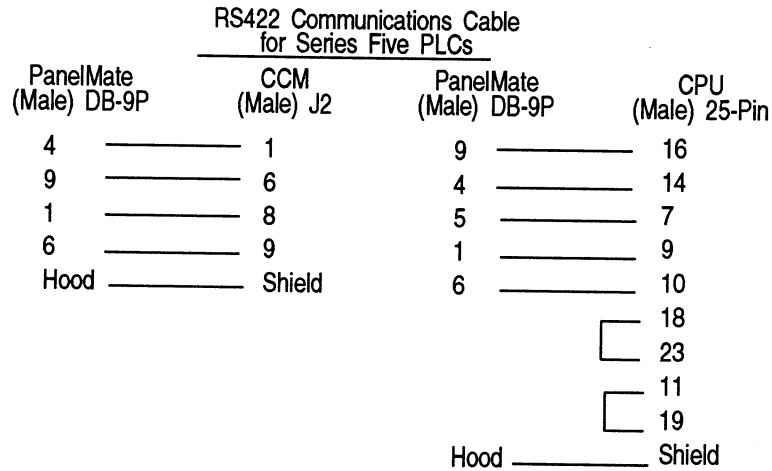 RS422 Communications Cable
for Series Five PLCs
PanelMate
(Male) DB-9P
CCM
(Male) J2
4 1
9 6
1 8
6 9
Hood Shield
PanelMate
(Male) DB-9P
CPU
(Male) 25-Pin
9 16
4 14
5 7
1 9
6 10
18
23
11
19
Hood Shield